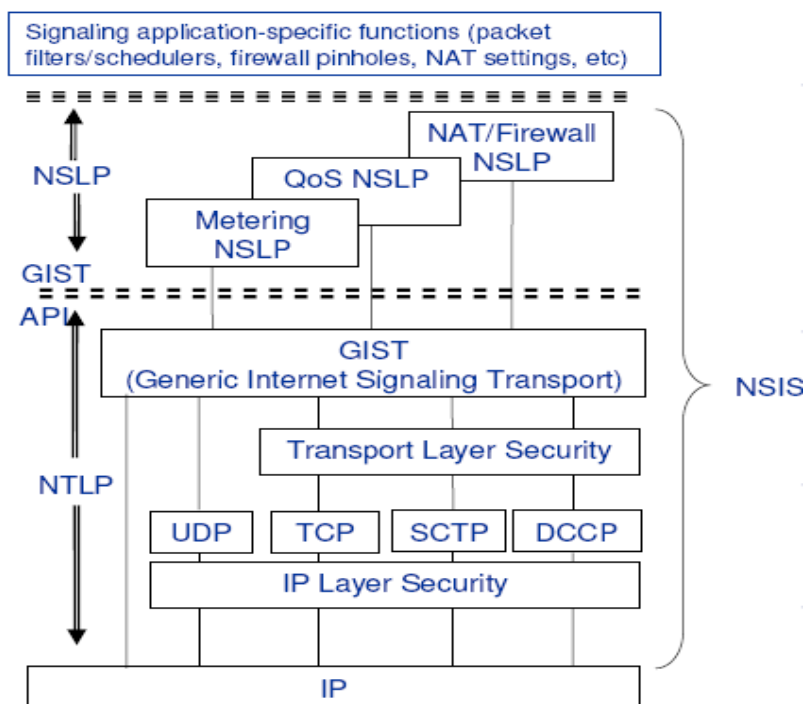 Signaling application-specific functions (packet
filters/schedulers, firewall pinholes, NAT settings, etc)
NAT/Firewall
NSLP
QoS NSLP
NSLP
Metering
NSLP
GIST
API
GIST
(Generic Internet Signaling Transport)
NSIS
Transport Layer Security
NTLP
UDP
TCP
SCTP
DCCP
IP Layer Security
IP